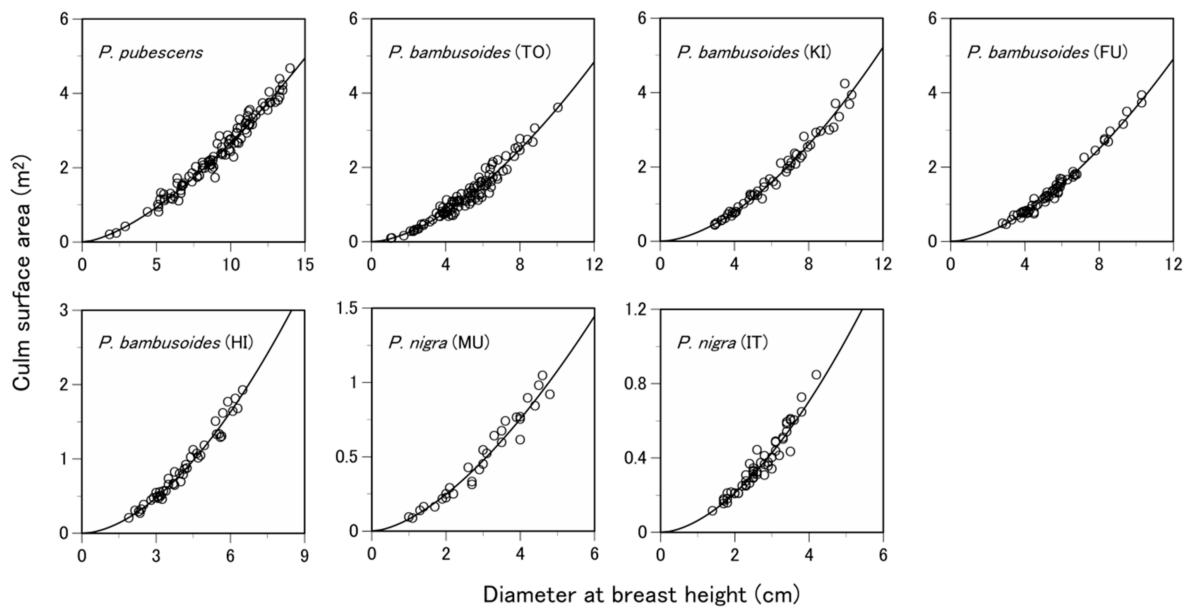 6
4
2
0
P. pubescens
0 5 10 15
6
4
2
0
P. bambusoides (TO)
0 4 8 12
6
4
2
0
P. bambusoides (KI)
0 4 8 12
6
4
2
0
P. bambusoides (FU)
0 4 8 12
Culm surface area (m²)
3
2
1
0
P. bambusoides (HI)
0 3 6 9
1.5
1
0.5
0
P. nigra (MU)
0 2 4 6
1.2
0.8
0.4
0
P. nigra (IT)
0 2 4 6
Diameter at breast height (cm)